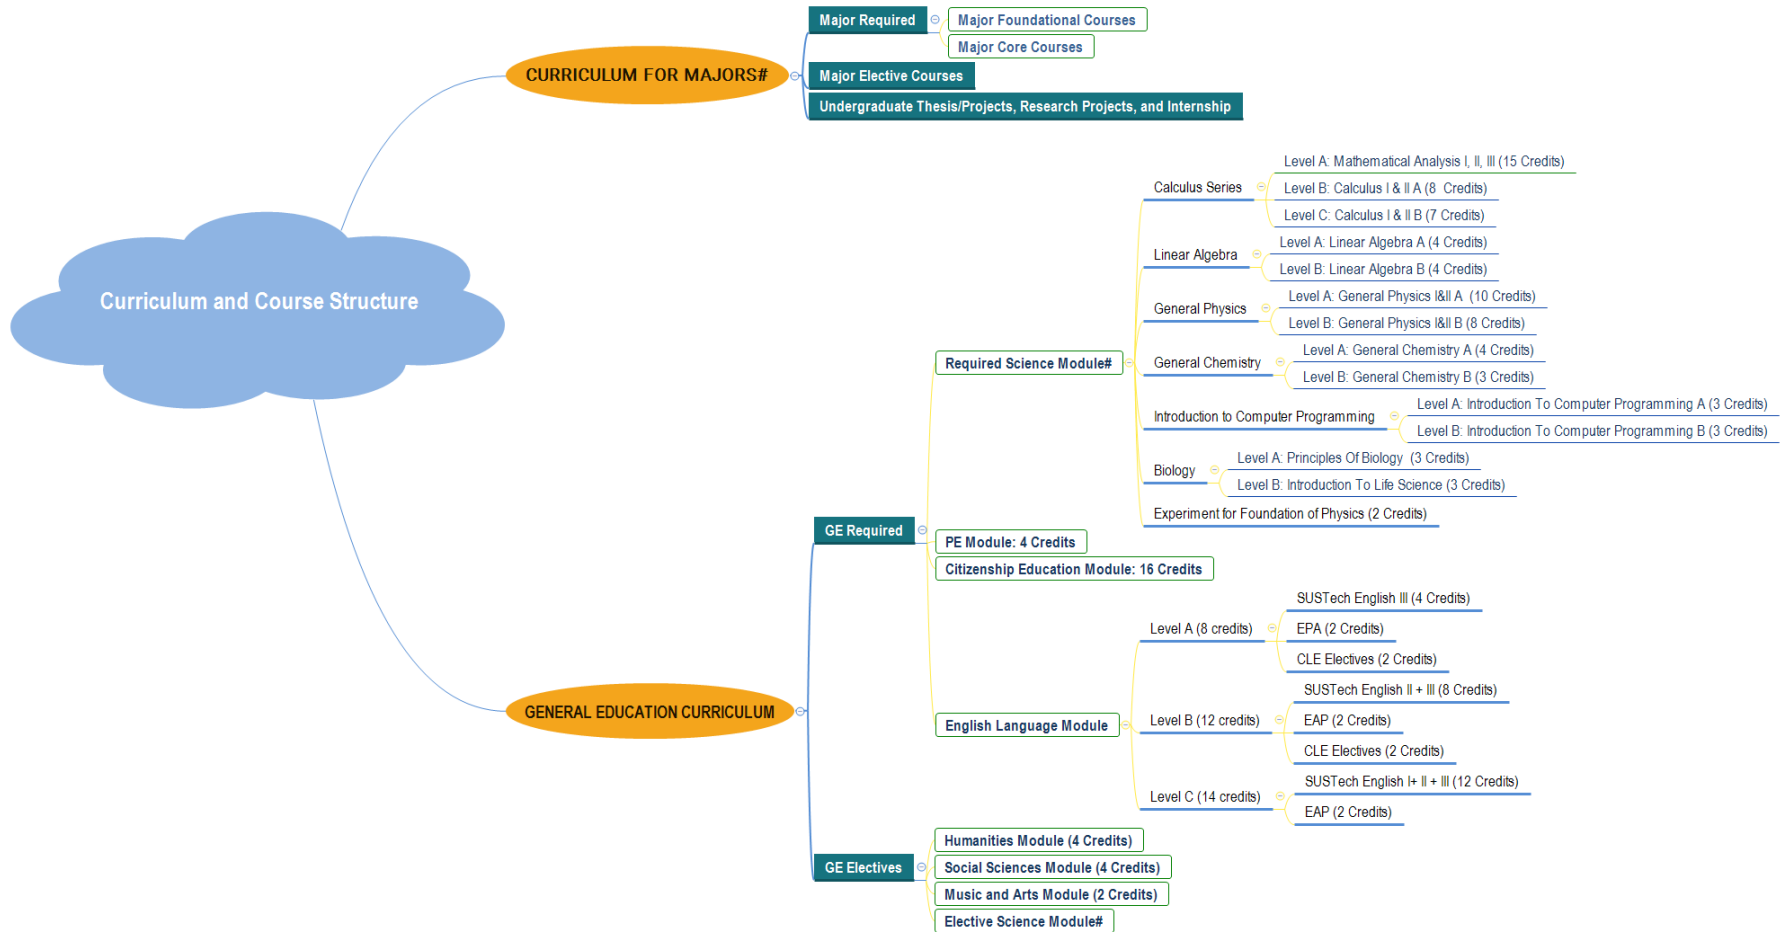 Curriculum and Course Structure
CURRICULUM FOR MAJORS#
Major Required
Major Foundational Courses
Major Core Courses
Major Elective Courses
Undergraduate Thesis/Projects, Research Projects, and Internship
GENERAL EDUCATION CURRICULUM
GE Required
Required Science Module#
Calculus Series
Level A: Mathematical Analysis I, II, III (15 Credits)
Level B: Calculus I & II A (8 Credits)
Level C: Calculus I & II B (7 Credits)
Linear Algebra
Level A: Linear Algebra A (4 Credits)
Level B: Linear Algebra B (4 Credits)
General Physics
Level A: General Physics I&II A (10 Credits)
Level B: General Physics I&II B (8 Credits)
General Chemistry
Level A: General Chemistry A (4 Credits)
Level B: General Chemistry B (3 Credits)
Introduction to Computer Programming
Level A: Introduction To Computer Programming A (3 Credits)
Level B: Introduction To Computer Programming B (3 Credits)
Biology
Level A: Principles Of Biology (3 Credits)
Level B: Introduction To Life Science (3 Credits)
Experiment for Foundation of Physics (2 Credits)
PE Module: 4 Credits
Citizenship Education Module: 16 Credits
English Language Module
Level A (8 credits)
SUSTech English III (4 Credits)
EPA (2 Credits)
CLE Electives (2 Credits)
Level B (12 credits)
SUSTech English II + III (8 Credits)
EAP (2 Credits)
CLE Electives (2 Credits)
Level C (14 credits)
SUSTech English I+ II + III (12 Credits)
EAP (2 Credits)
GE Electives
Humanities Module (4 Credits)
Social Sciences Module (4 Credits)
Music and Arts Module (2 Credits)
Elective Science Module#